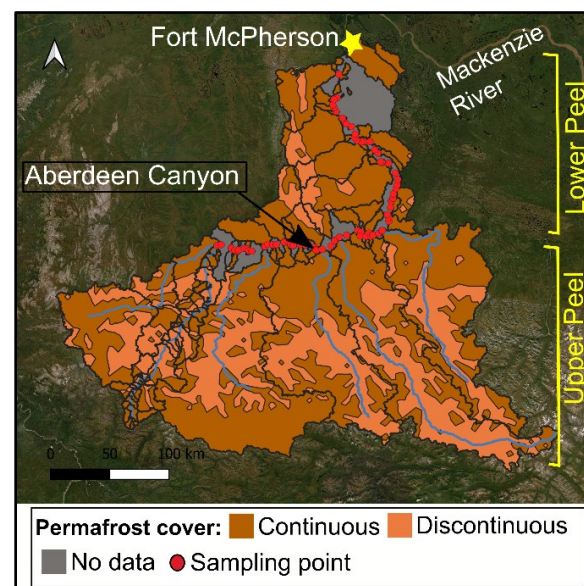 Fort McPherson
Mackenzie
River
Lower Peel
Aberdeen Canyon
Upper Peel
0 50 100 km
Permafrost cover: Continuous Discontinuous
No data Sampling point